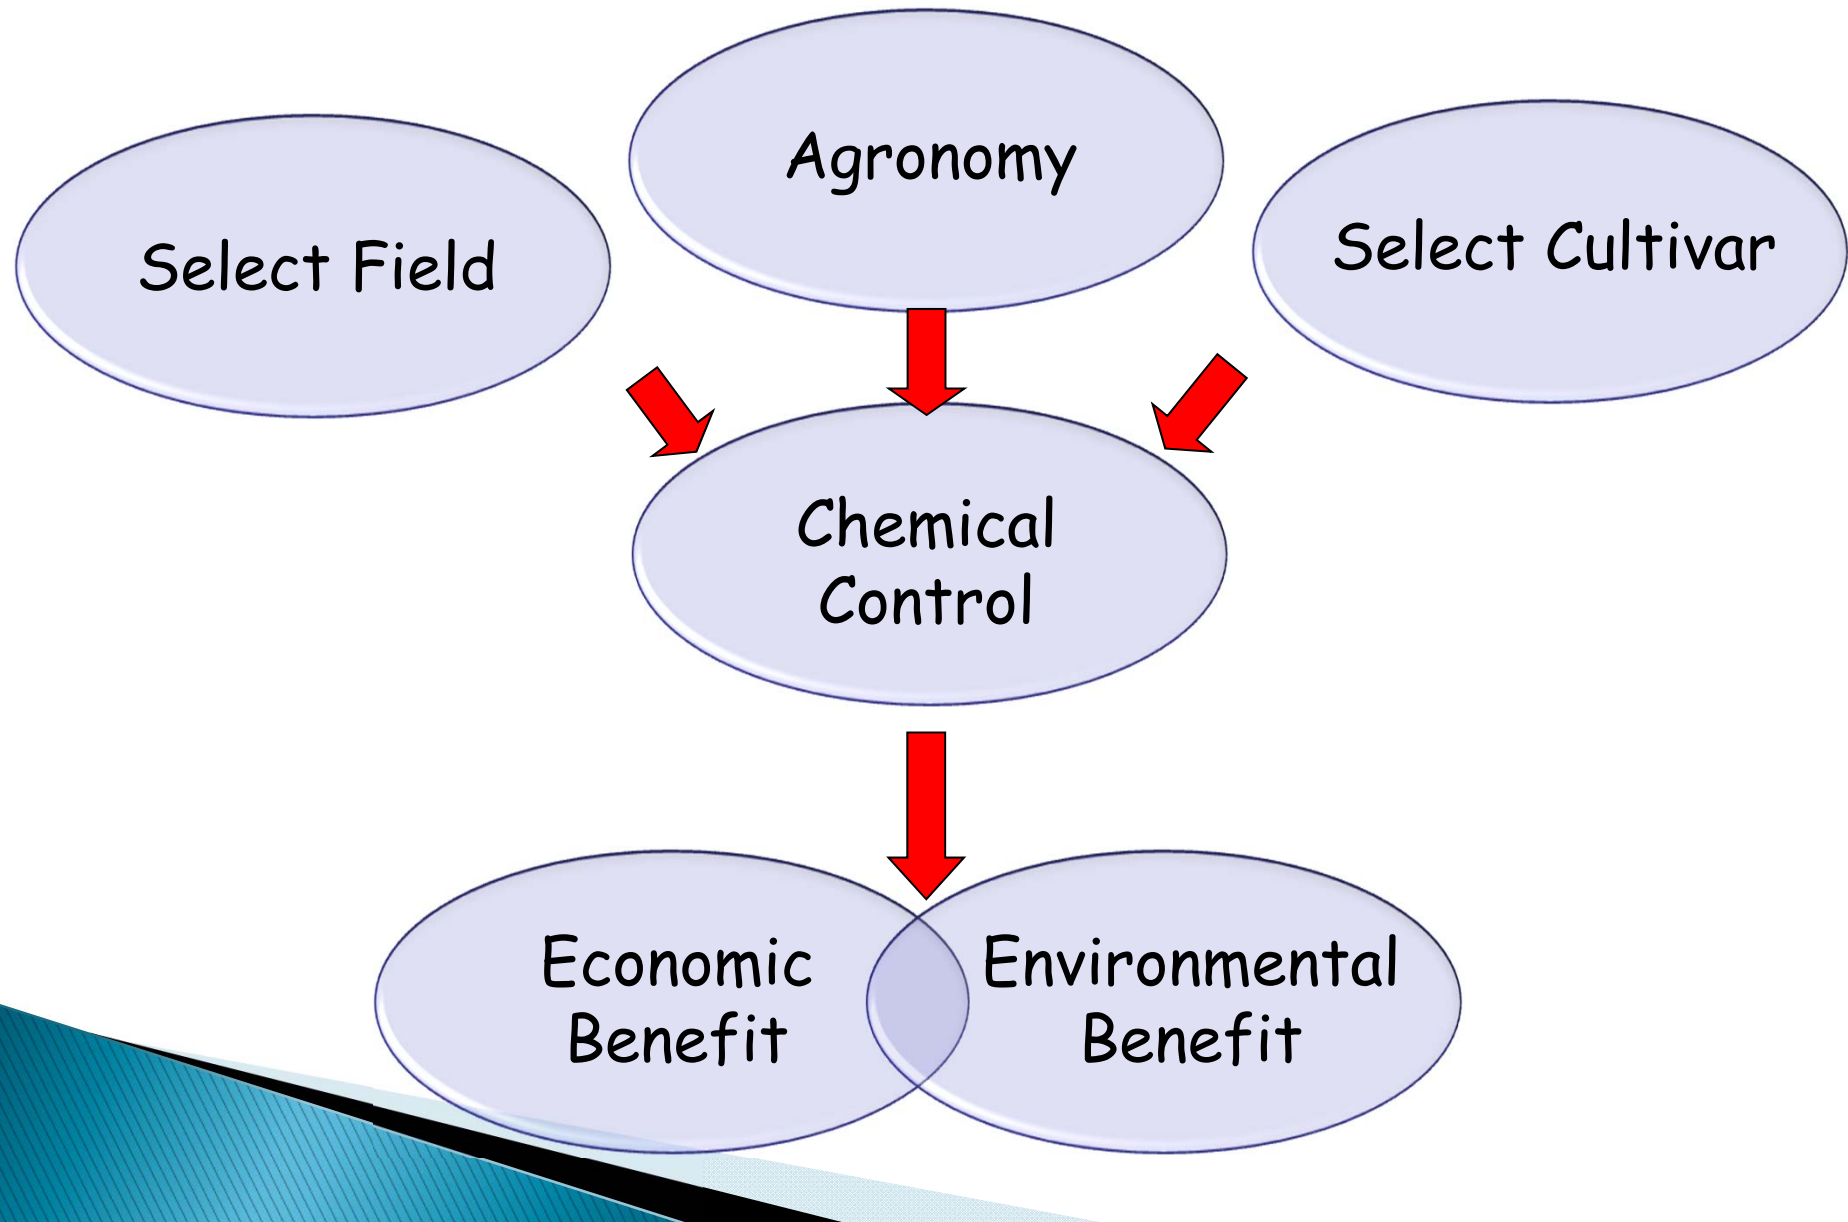 Agronomy
Select Field
Select Cultivar
Chemical
Control
Economic
Benefit
Environmental
Benefit